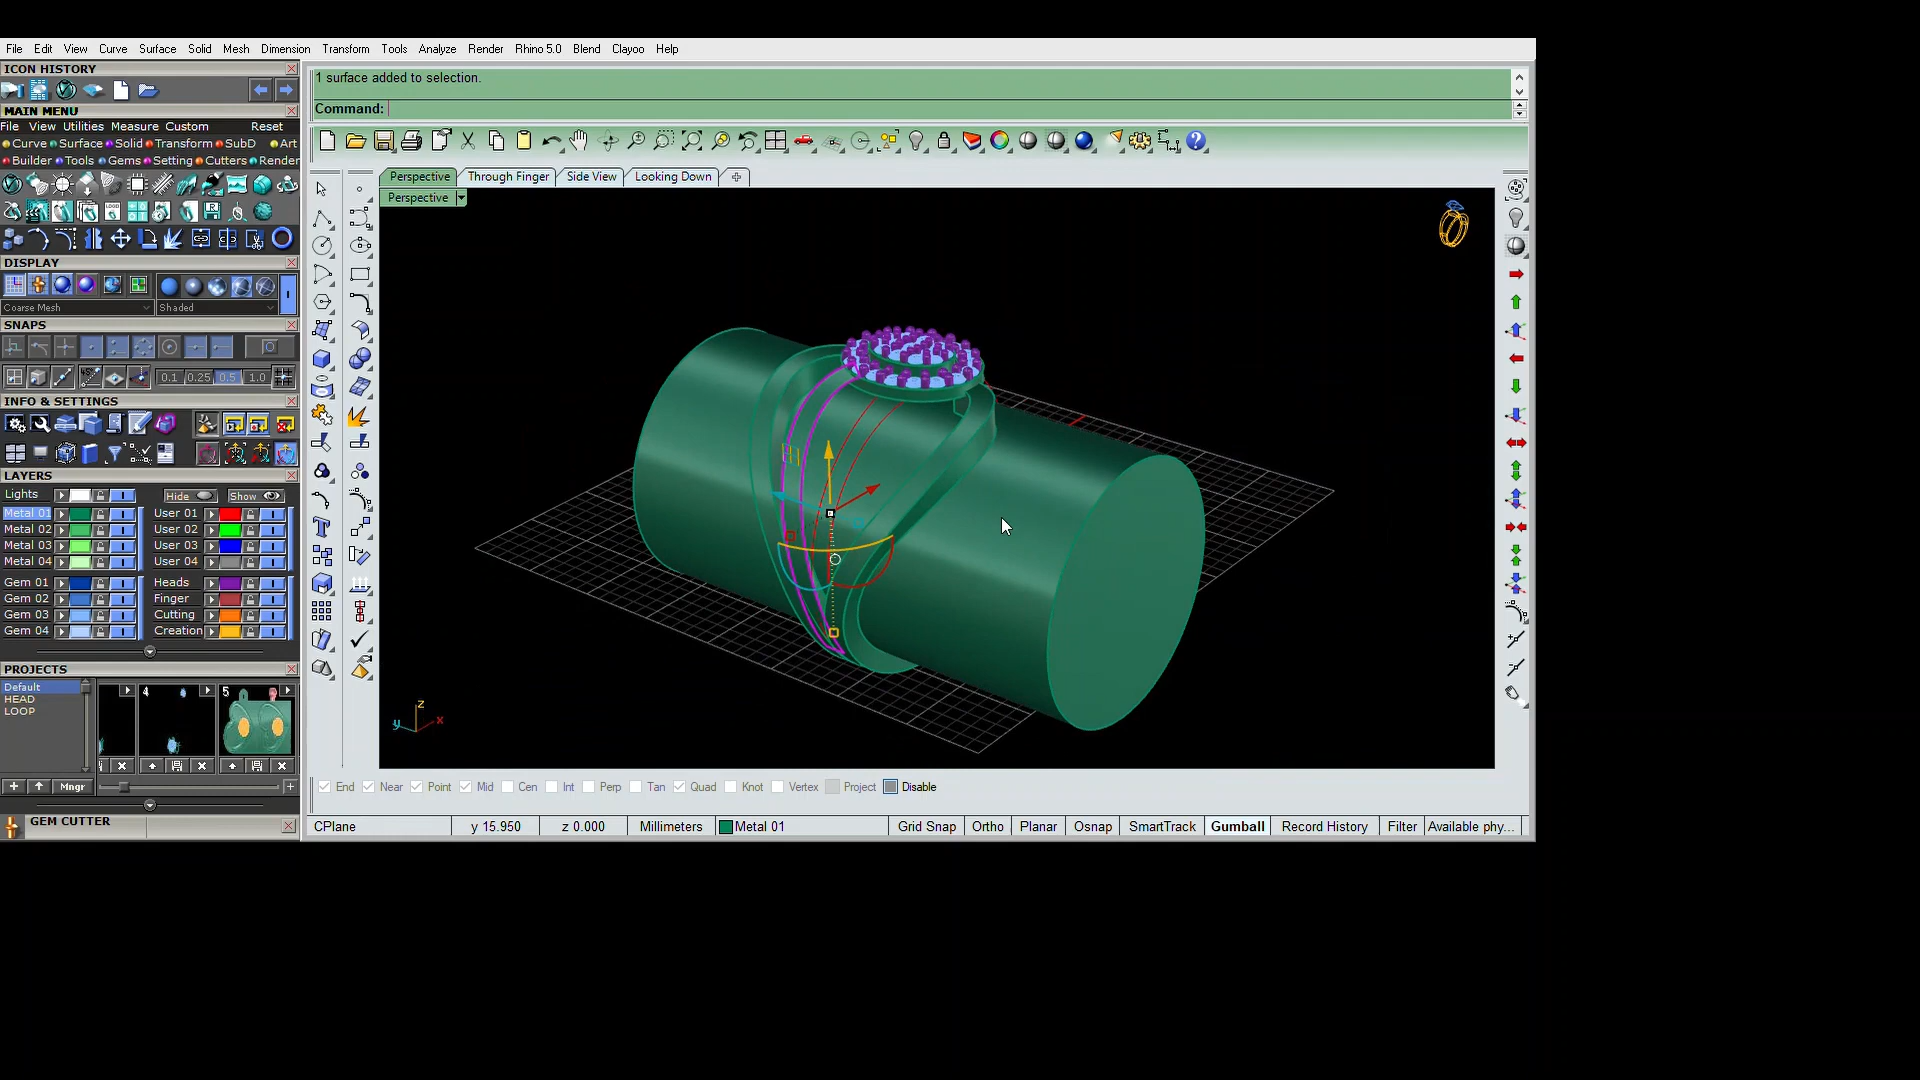 File Edit View Curve Surface Solid Mesh Dimension Transform Tools Analyze Render Rhino 5.0 Blend Clayoo Help
ICON HISTORY
MAIN MENU
File View Utilities Measure Custom Reset
Curve Surface Solid Transform SubD Art
Builder Tools Gems Setting Cutters Render
DISPLAY
Coarse Mesh Shaded
SNAPS
0.1 0.25 0.5 1.0
INFO & SETTINGS
LAYERS
Lights Hide Show
Metal 01 User 01
Metal 02 User 02
Metal 03 User 03
Metal 04 User 04
Gem 01 Heads
Gem 02 Finger
Gem 03 Cutting
Gem 04 Creation
PROJECTS
Default
HEAD
LOOP
4 5
Mngr
GEM CUTTER
1 surface added to selection.
Command:
Perspective Through Finger Side View Looking Down
Perspective
z
y x
End Near Point Mid Cen Int Perp Tan Quad Knot Vertex Project Disable
CPlane y 15.950 z 0.000 Millimeters Metal 01 Grid Snap Ortho Planar Osnap SmartTrack Gumball Record History Filter Available phy...